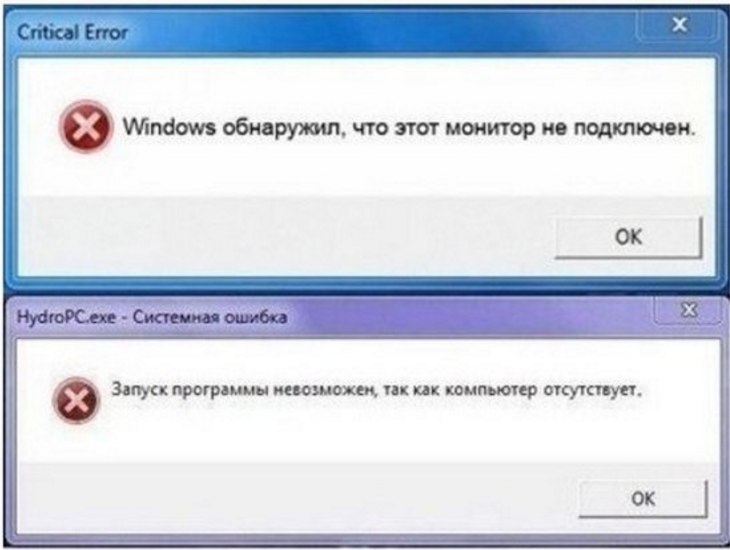 Critical Error
Windows обнаружил, что этот монитор не подключен.
OK
HydroPC.exe - Системная ошибка
Запуск программы невозможен, так как компьютер отсутствует.
OK